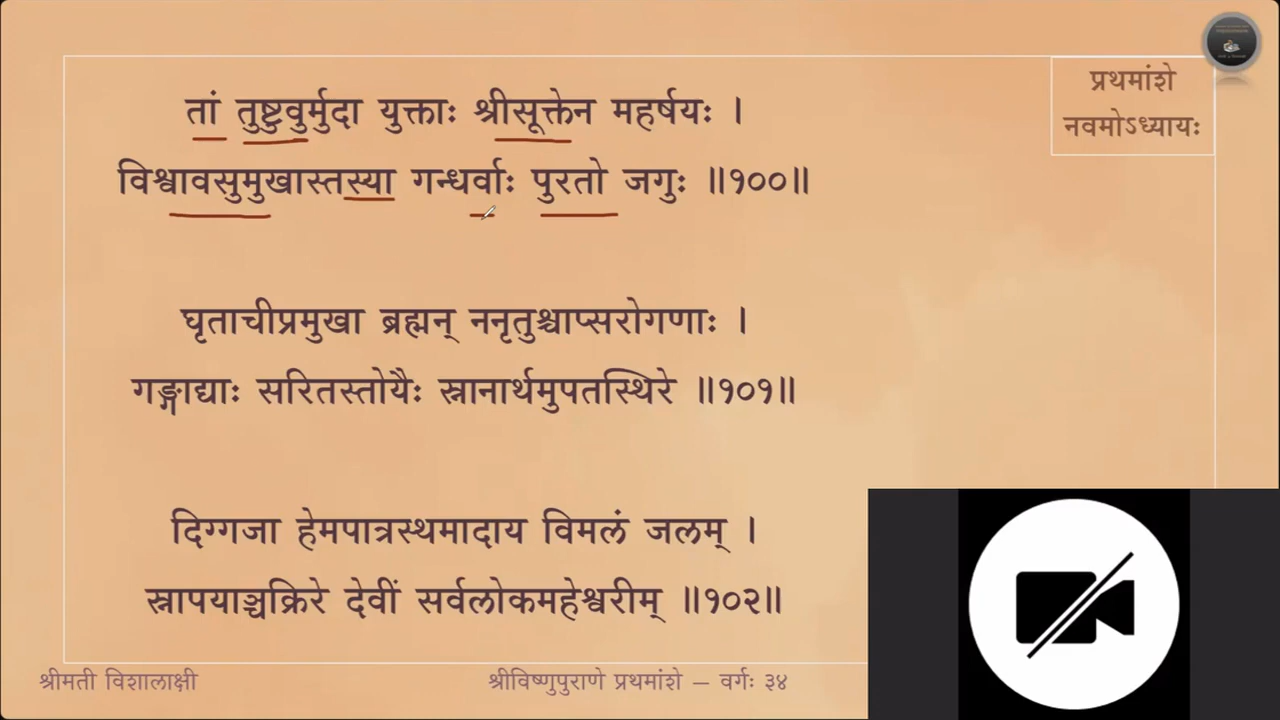 प्रथमांशे
नवमोऽध्यायः
तां तुष्टुवुर्मुदा युक्ताः श्रीसूक्तेन महर्षयः ।
विश्वावसुमुखास्तस्या गन्धर्वाः पुरतो जगुः ॥१००॥
घृताचीप्रमुखा ब्रह्मन् ननृतुश्चाप्सरोगणाः ।
गङ्गाद्याः सरितस्तोयैः स्नानार्थमुपतस्थिरे ॥१०१॥
दिग्गजा हेमपात्रस्थमादाय विमलं जलम् ।
स्नापयाञ्चक्रिरे देवीं सर्वलोकमहेश्वरीम् ॥१०२॥
श्रीमती विशालाक्षी
श्रीविष्णुपुराणे प्रथमांशे – वर्गः ३४